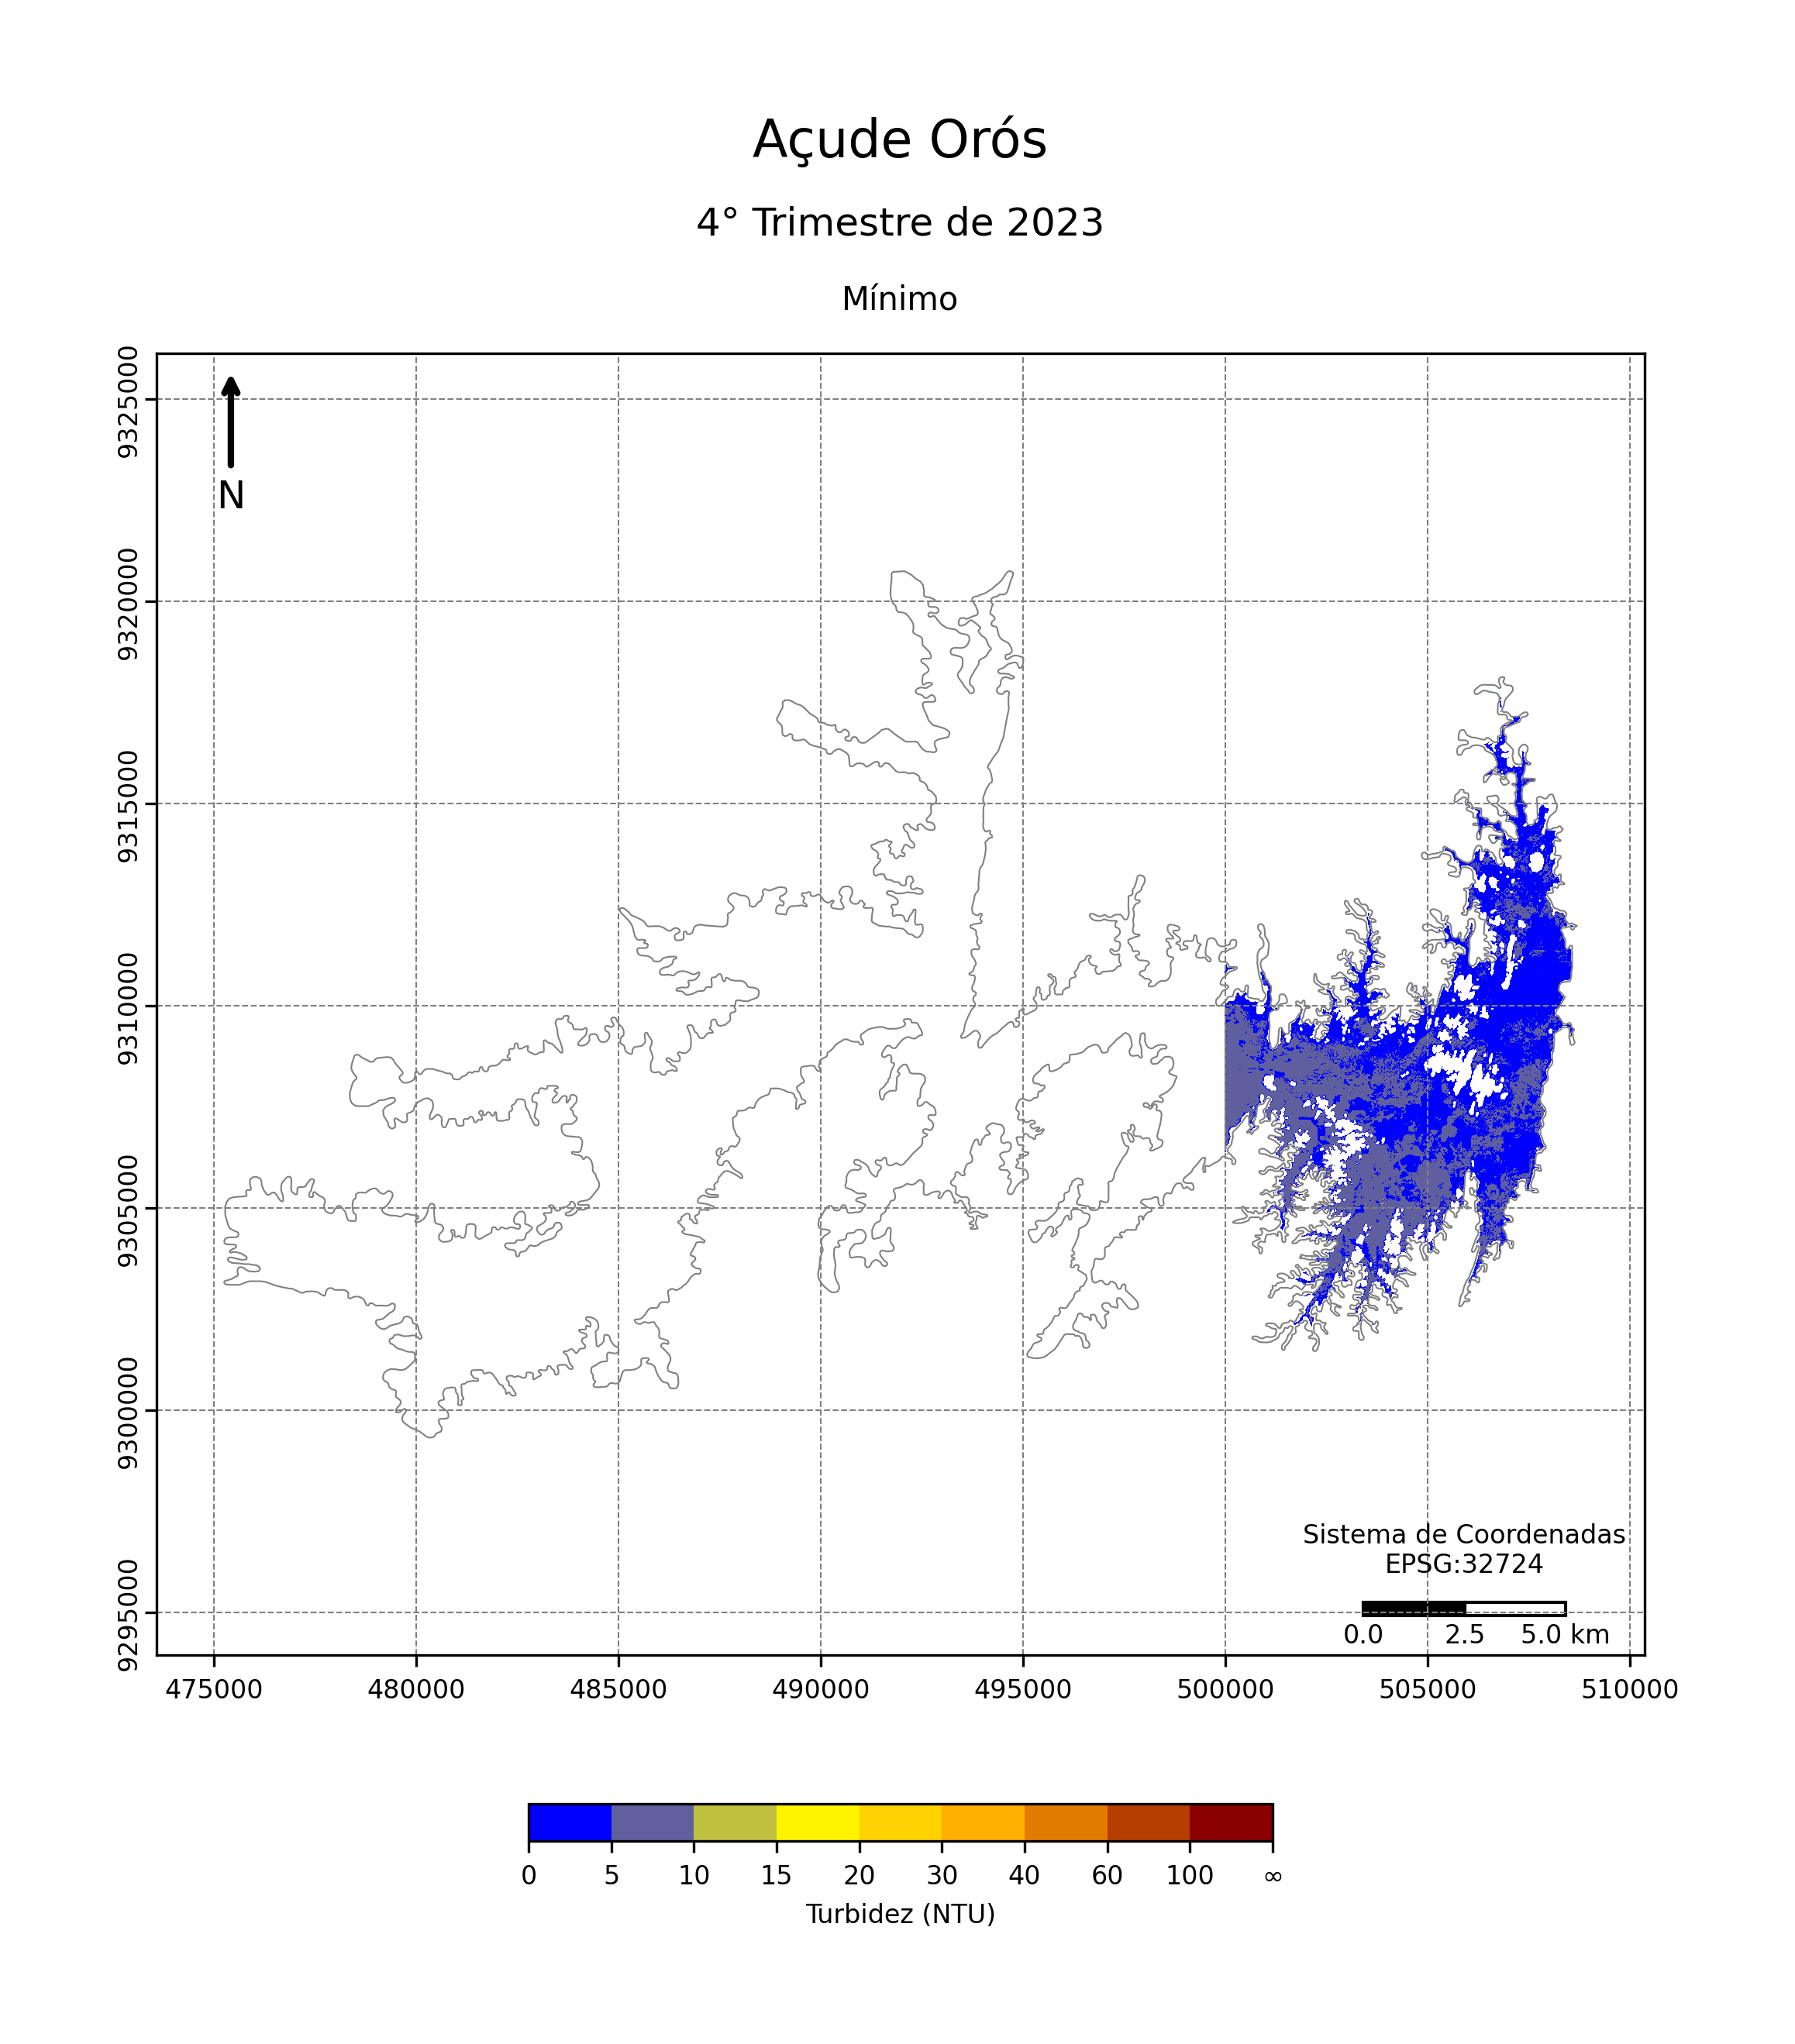 Açude Orós
4° Trimestre de 2023
Mínimo
9325000
9320000
9315000
9310000
9305000
9300000
9295000
N
Sistema de Coordenadas
EPSG:32724
0.0 2.5 5.0 km
475000 480000 485000 490000 495000 500000 505000 510000
0 5 10 15 20 30 40 60 100 ∞
Turbidez (NTU)